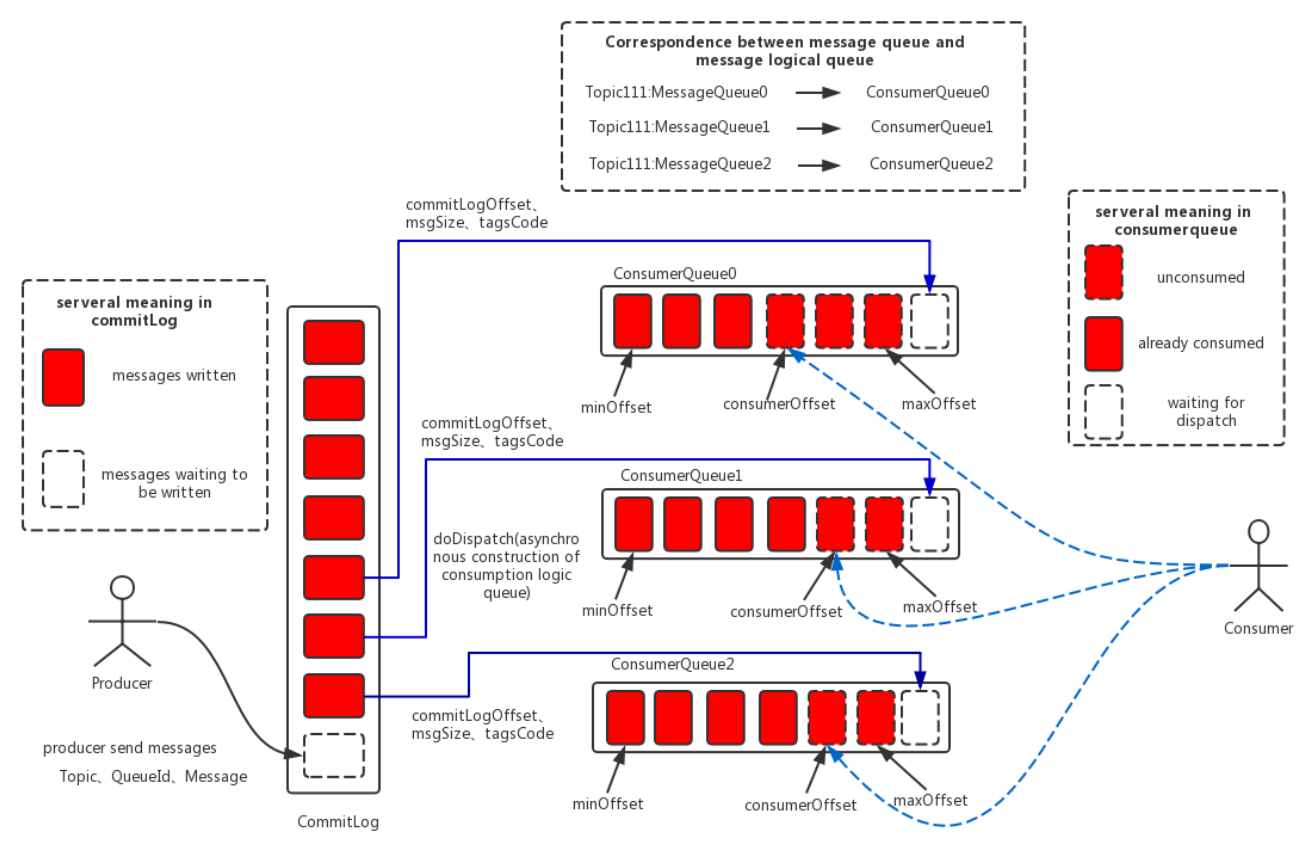 Correspondence between message queue and
message logical queue
Topic111:MessageQueue0
ConsumerQueue0
Topic111:MessageQueue1
ConsumerQueue1
Topic111:MessageQueue2
ConsumerQueue2
serveral meaning in
consumerqueue
unconsumed
already consumed
waiting for
dispatch
serveral meaning in
commitLog
messages written
messages waiting to
be written
commitLogOffset、
msgSize、tagsCode
ConsumerQueue0
minOffset
consumerOffset
maxOffset
commitLogOffset、
msgSize、tagsCode
ConsumerQueue1
doDispatch(asynchro
nous construction of
consumption logic
queue)
minOffset
consumerOffset
maxOffset
Consumer
ConsumerQueue2
commitLogOffset、
msgSize、tagsCode
minOffset
consumerOffset
maxOffset
Producer
producer send messages
Topic、QueueId、Message
CommitLog